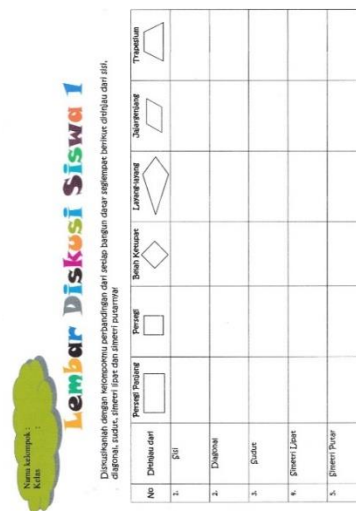 Nama kelompok :
Kelas :
Lembar Diskusi Siswa 1
Diskusikanlah dengan kelompokmu perbandingan dari setiap bangun datar segiempat berikut ditinjau dari sisi,
diagonal, sudut, simetri lipat dan simetri putarnya!
No Ditinjau dari Persegi Panjang Persegi Belah Ketupat Layang-layang Jajargenjang Trapesium
1. Sisi
2. Diagonal
3. Sudut
4. Simetri Lipat
5. Simetri Putar